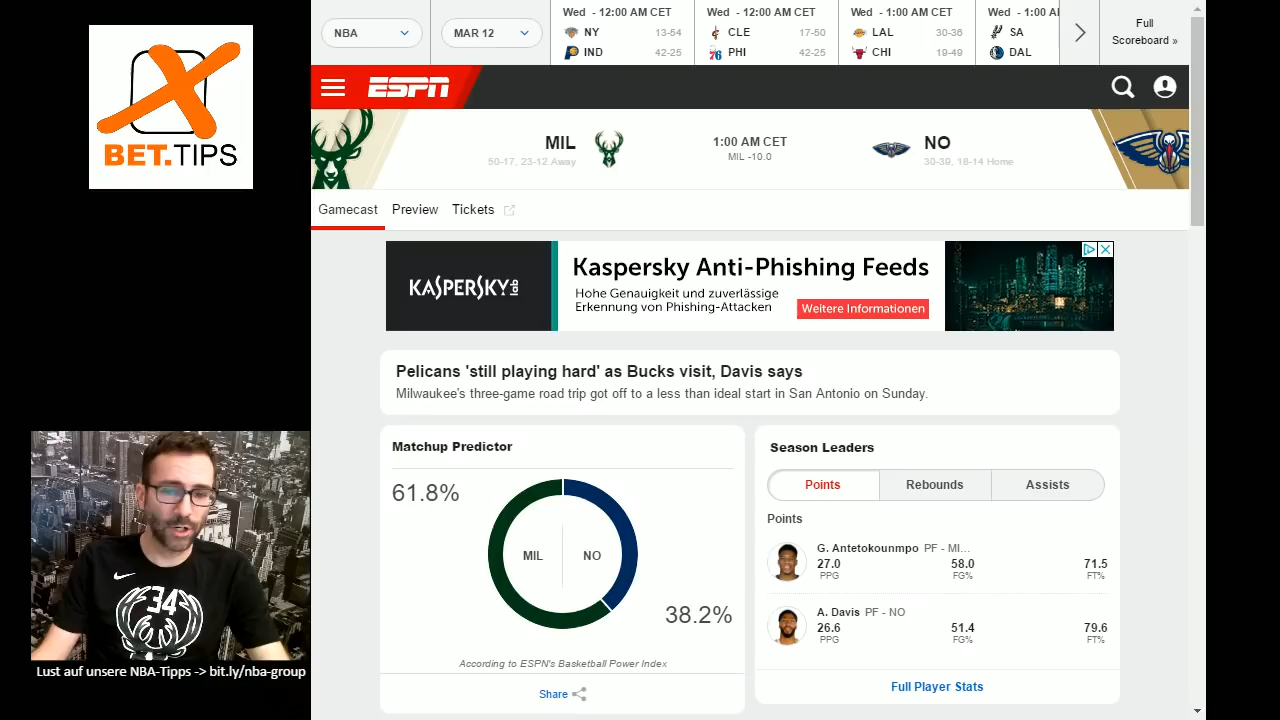 BET.TIPS
NBA
MAR 12
Wed - 12:00 AM CET
NY 13-54
IND 42-25
Wed - 12:00 AM CET
CLE 17-50
PHI 42-25
Wed - 1:00 AM CET
LAL 30-36
CHI 19-49
Wed - 1:00 A
SA
DAL
Full
Scoreboard »
ESPN
MIL
50-17, 23-12 Away
1:00 AM CET
MIL -10.0
NO
30-39, 18-14 Home
Gamecast Preview Tickets
KASPERSKY lab
Kaspersky Anti-Phishing Feeds
Hohe Genauigkeit und zuverlässige
Erkennung von Phishing-Attacken
Weitere Informationen
Pelicans 'still playing hard' as Bucks visit, Davis says
Milwaukee's three-game road trip got off to a less than ideal start in San Antonio on Sunday.
Matchup Predictor
61.8%
MIL NO
38.2%
According to ESPN's Basketball Power Index
Share
Season Leaders
Points Rebounds Assists
Points
G. Antetokounmpo PF - MI...
27.0 58.0 71.5
PPG FG% FT%
A. Davis PF - NO
26.6 51.4 79.6
PPG FG% FT%
Full Player Stats
34
Lust auf unsere NBA-Tipps -> bit.ly/nba-group